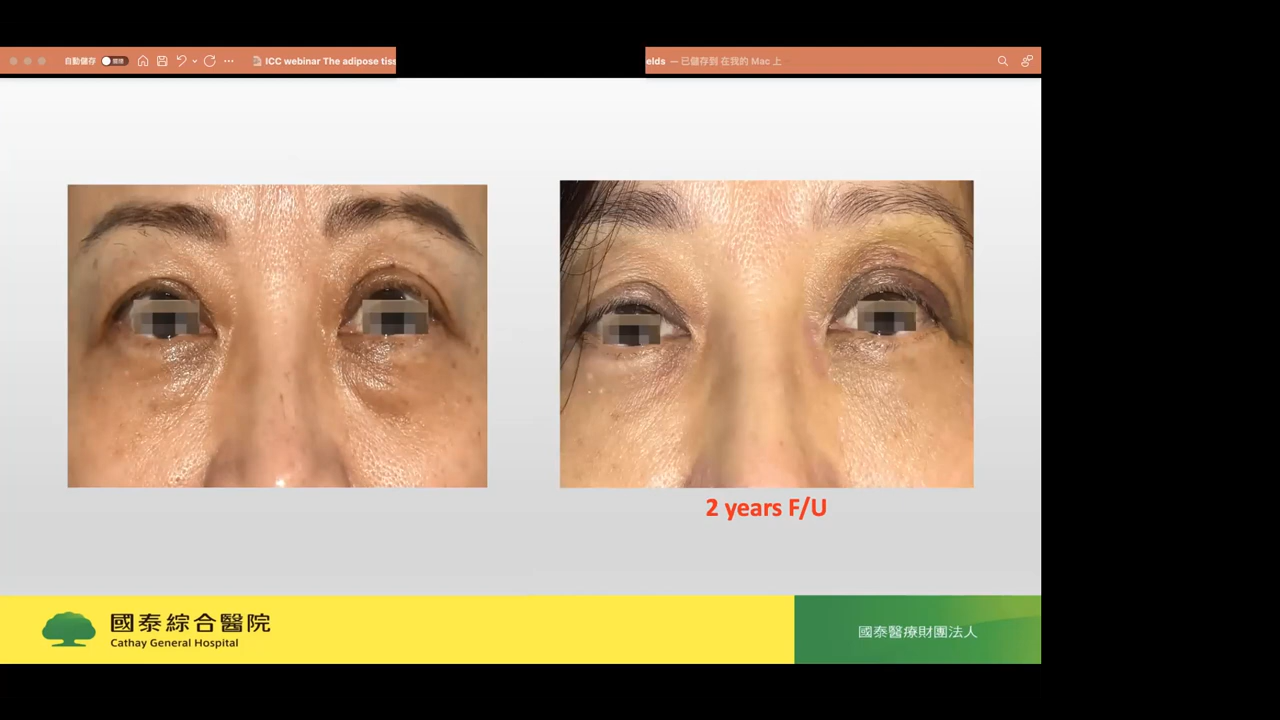 自動儲存
ICC webinar The adipose tiss
elds — 已儲存到 在我的 Mac 上
2 years F/U
國泰綜合醫院
Cathay General Hospital
國泰醫療財團法人